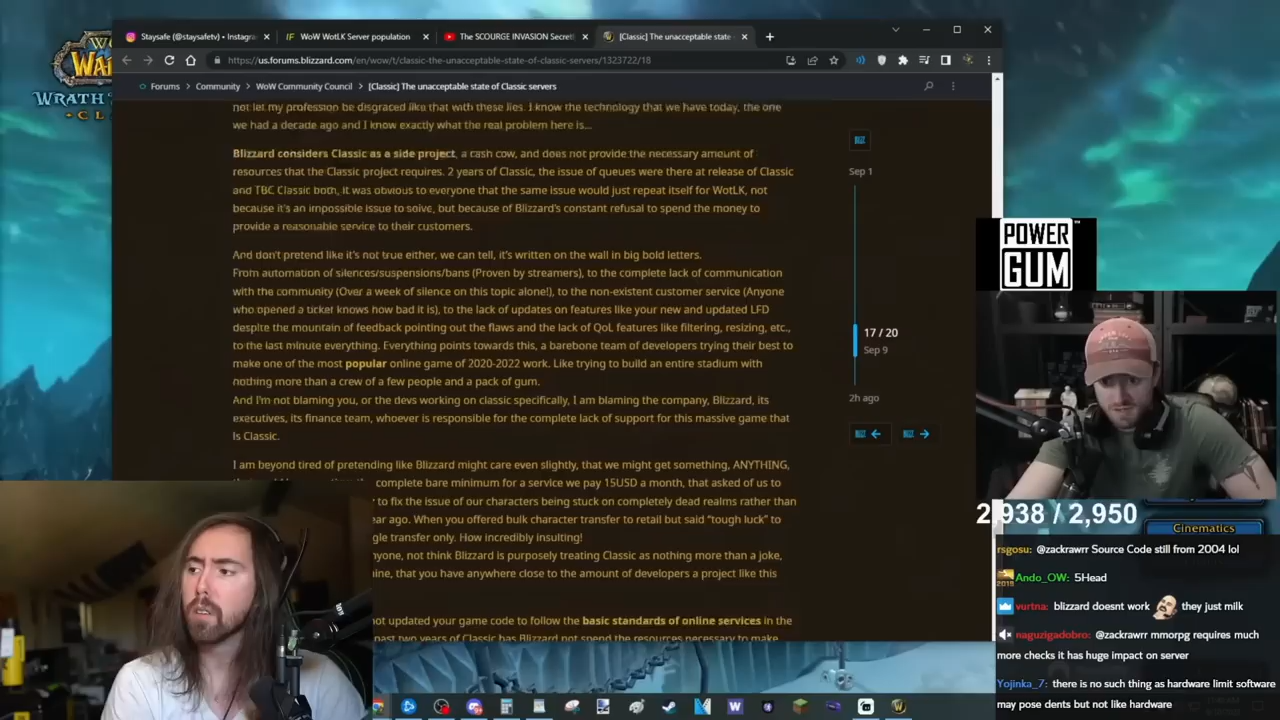 Staysafe (@staysafetv) • Instagr
WoW WotLK Server population
The SCOURGE INVASION Secret
[Classic] The unacceptable state
https://us.forums.blizzard.com/en/wow/t/classic-the-unacceptable-state-of-classic-servers/1323722/18
Forums > Community > WoW Community Council > [Classic] The unacceptable state of Classic servers
not let my profession be disgraced like that with these lies. I know the technology that we have today, the one
we had a decade ago and I know exactly what the real problem here is...
Blizzard considers Classic as a side project, a cash cow, and does not provide the necessary amount of
resources that the Classic project requires. 2 years of Classic, the issue of queues were there at release of Classic
and TBC Classic both, it was obvious to everyone that the same issue would just repeat itself for WotLK, not
because it's an impossible issue to solve, but because of Blizzard's constant refusal to spend the money to
provide a reasonable service to their customers.
And don't pretend like it's not true either, we can tell, it's written on the wall in big bold letters.
From automation of silences/suspensions/bans (Proven by streamers), to the complete lack of communication
with the community (Over a week of silence on this topic alone!), to the non-existent customer service (Anyone
who opened a ticket knows how bad it is), to the lack of updates on features like your new and updated LFD
despite the mountain of feedback pointing out the flaws and the lack of QoL features like filtering, resizing, etc.,
to the last minute everything. Everything points towards this, a barebone team of developers trying their best to
make one of the most popular online game of 2020-2022 work. Like trying to build an entire stadium with
nothing more than a crew of a few people and a pack of gum.
And I'm not blaming you, or the devs working on classic specifically, I am blaming the company, Blizzard, its
executives, its finance team, whoever is responsible for the complete lack of support for this massive game that
is Classic.
I am beyond tired of pretending like Blizzard might care even slightly, that we might get something, ANYTHING,
complete bare minimum for a service we pay 15USD a month, that asked of us to
to fix the issue of our characters being stuck on completely dead realms rather than
ear ago. When you offered bulk character transfer to retail but said "tough luck" to
gle transfer only. How incredibly insulting!
nyone, not think Blizzard is purposely treating Classic as nothing more than a joke,
nine, that you have anywhere close to the amount of developers a project like this
not updated your game code to follow the basic standards of online services in the
past two years of Classic has Blizzard not spend the resources necessary to make
Sep 1
17 / 20
Sep 9
2h ago
POWER
GUM
2,938 / 2,950
Cinematics
rsgosu: @zackrawrr Source Code still from 2004 lol
Ando_OW: 5Head
vurtna: blizzard doesnt work they just milk
naguzigadobro: @zackrawrr mmorpg requires much
more checks it has huge impact on server
Yojinka_7: there is no such thing as hardware limit software
may pose dents but not like hardware